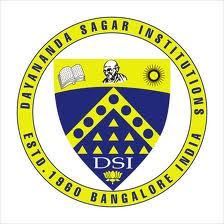 DAYANANDA SAGAR INSTITUTIONS
DSI
ESTD. 1960 BANGALORE INDIA